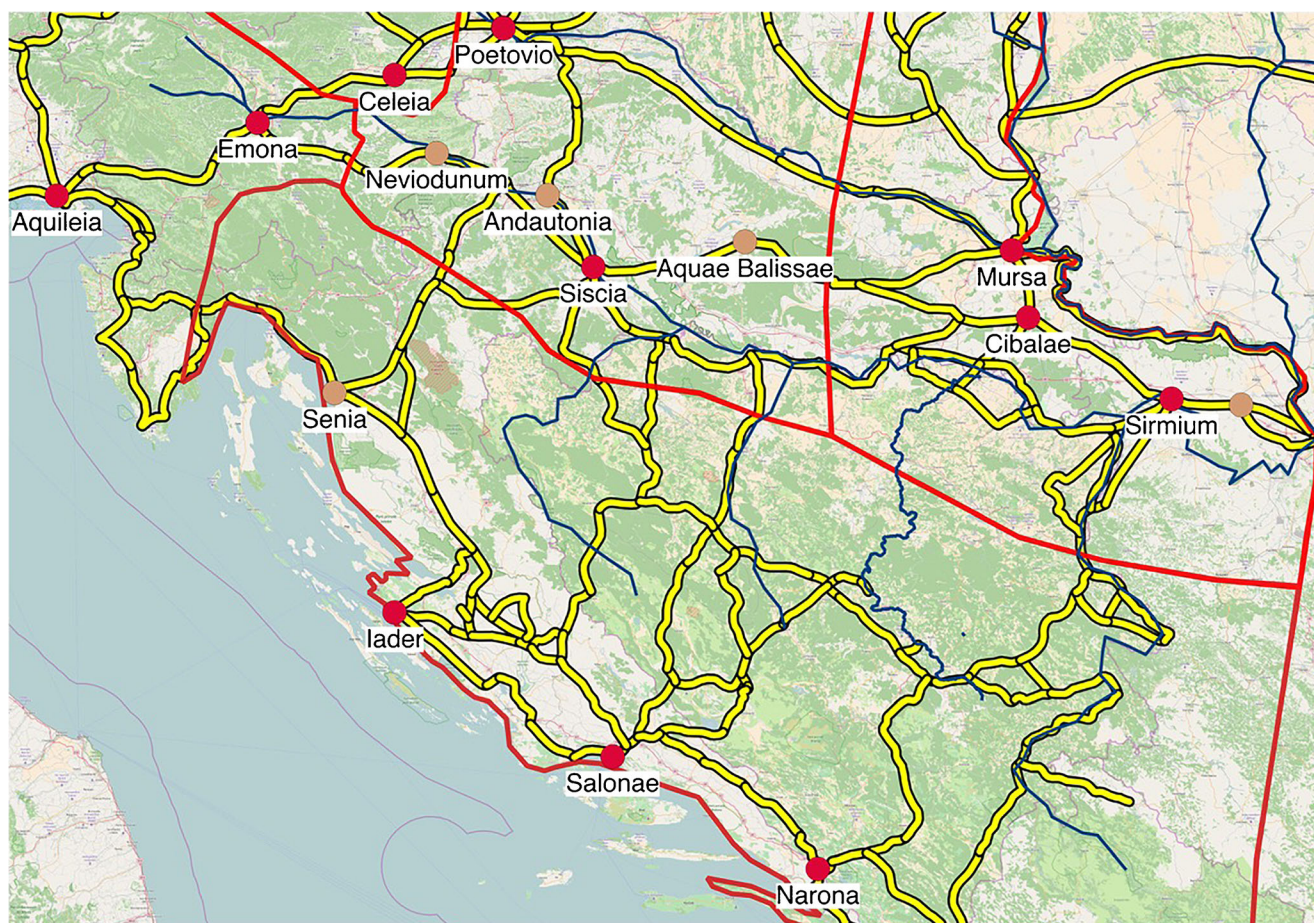 Poetovio
Celeia
Emona
Neviodunum
Aquileia
Andautonia
Aquae Balissae
Mursa
Siscia
Cibalae
Senia
Sirmium
Iader
Salonae
Narona